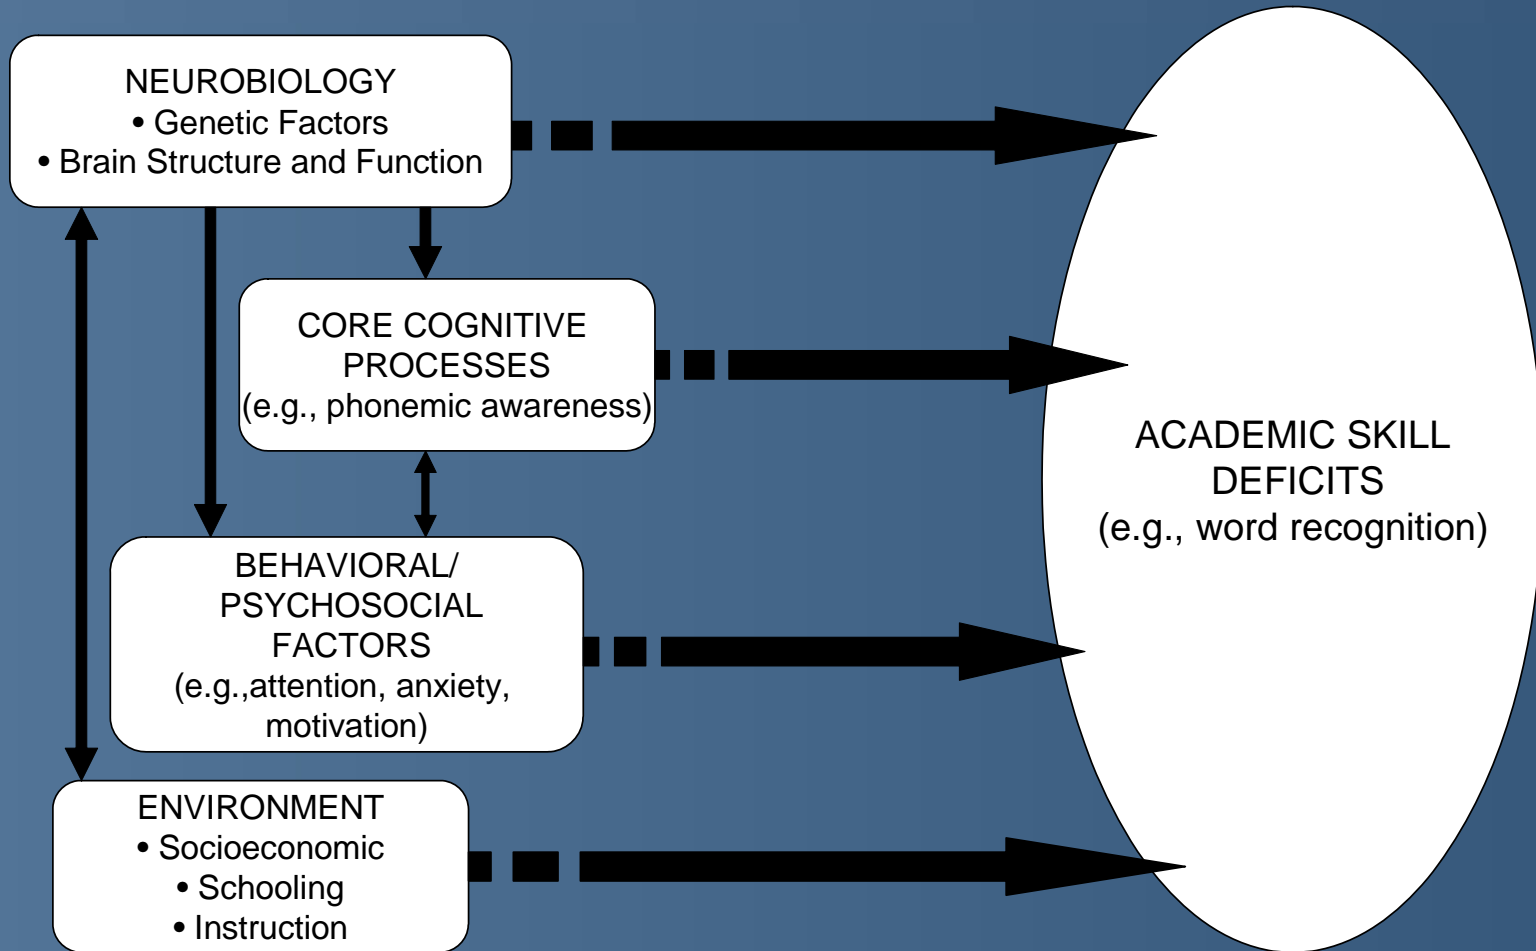 NEUROBIOLOGY
• Genetic Factors
• Brain Structure and Function
CORE COGNITIVE
PROCESSES
(e.g., phonemic awareness)
ACADEMIC SKILL
DEFICITS
(e.g., word recognition)
BEHAVIORAL/
PSYCHOSOCIAL
FACTORS
(e.g.,attention, anxiety,
motivation)
ENVIRONMENT
• Socioeconomic
• Schooling
• Instruction